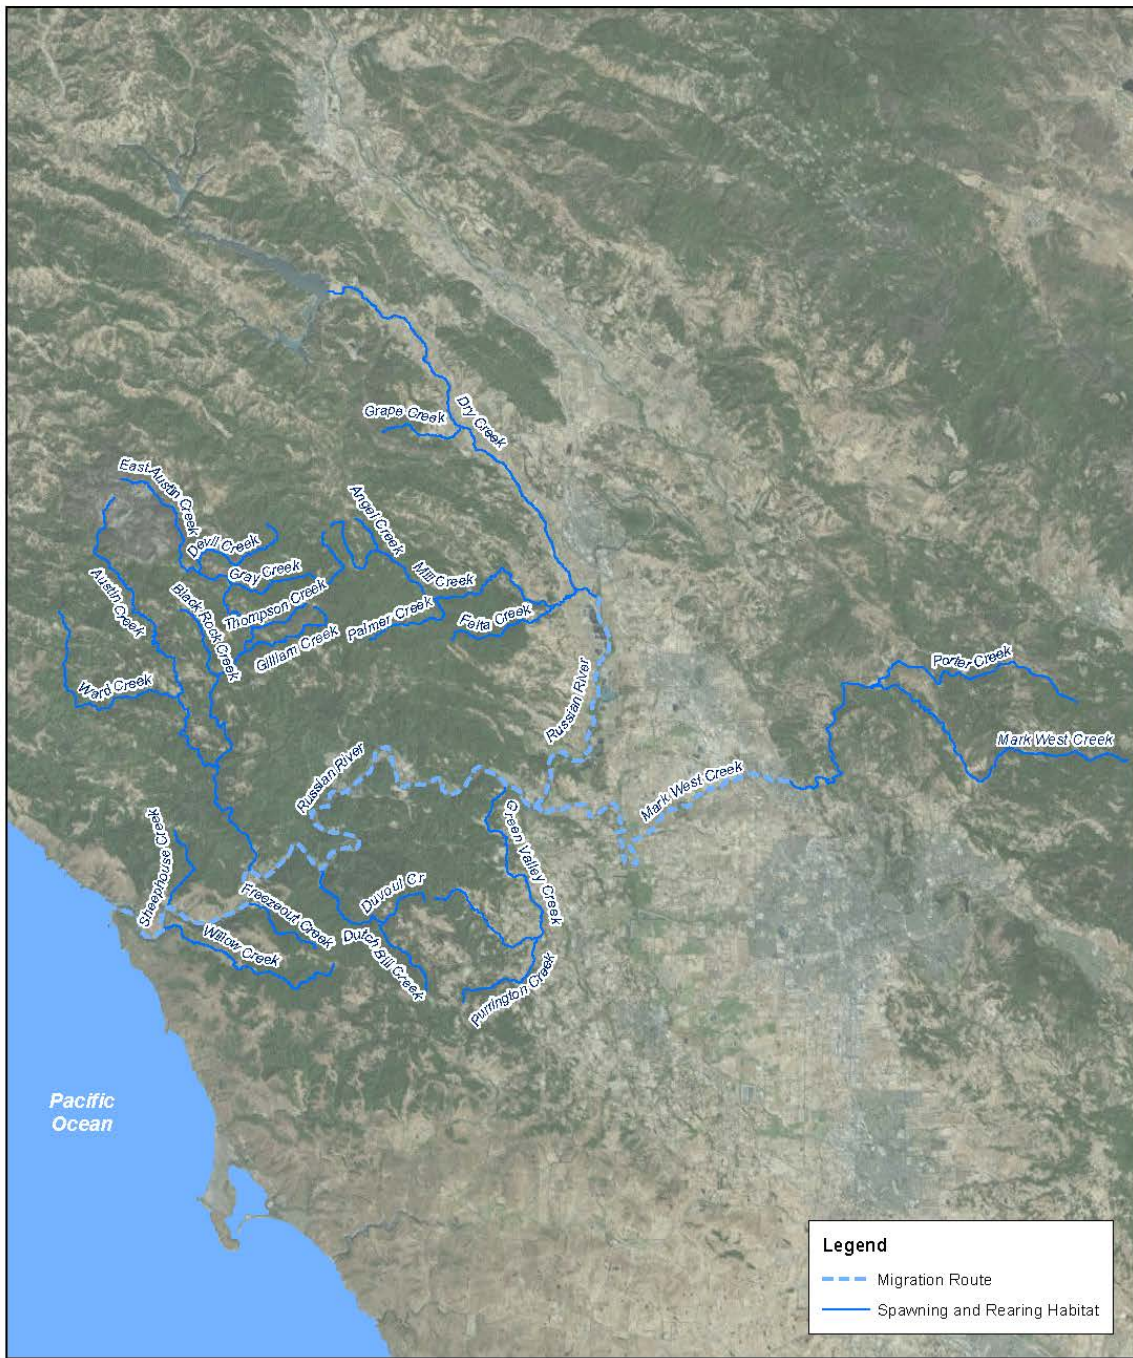 Grape Creek
Dry Creek
East Austin Creek
Angel Creek
Devil Creek
Mill Creek
Gray Creek
Austin Creek
Black Rock Creek
Thompson Creek
Palmer Creek
Felta Creek
Gilliam Creek
Ward Creek
Porter Creek
Russian River
Mark West Creek
Russian River
Mark West Creek
Sheephouse Creek
Green Valley Creek
Duvoul Cr
Freezeout Creek
Willow Creek
Dutch Bill Creek
Purrington Creek
Pacific
Ocean
Legend
Migration Route
Spawning and Rearing Habitat